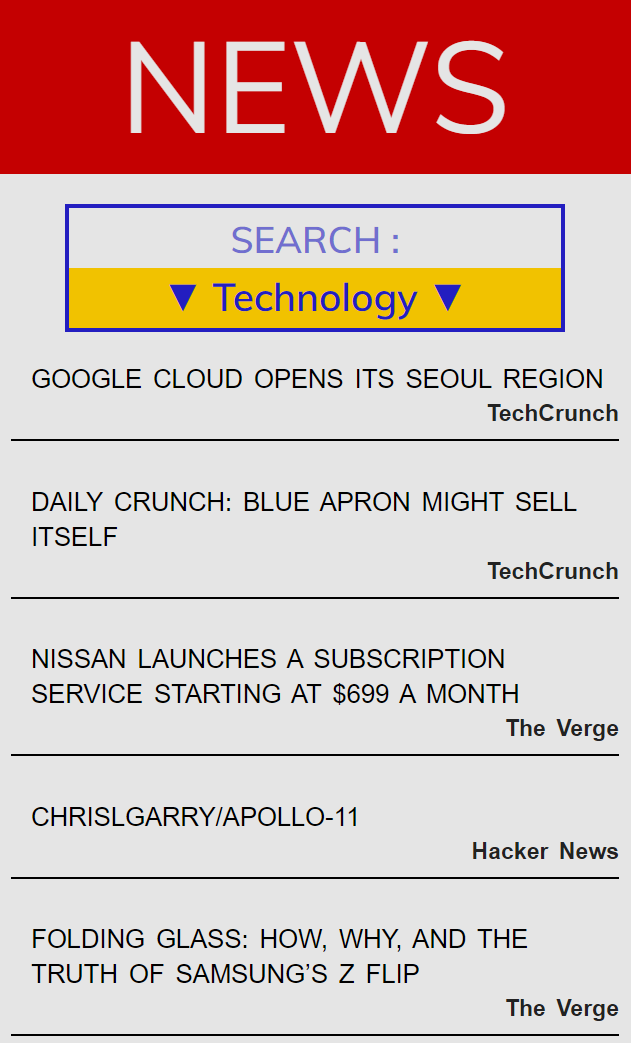 NEWS
SEARCH :
▼ Technology ▼
GOOGLE CLOUD OPENS ITS SEOUL REGION
TechCrunch
DAILY CRUNCH: BLUE APRON MIGHT SELL
ITSELF
TechCrunch
NISSAN LAUNCHES A SUBSCRIPTION
SERVICE STARTING AT $699 A MONTH
The Verge
CHRISLGARRY/APOLLO-11
Hacker News
FOLDING GLASS: HOW, WHY, AND THE
TRUTH OF SAMSUNG’S Z FLIP
The Verge